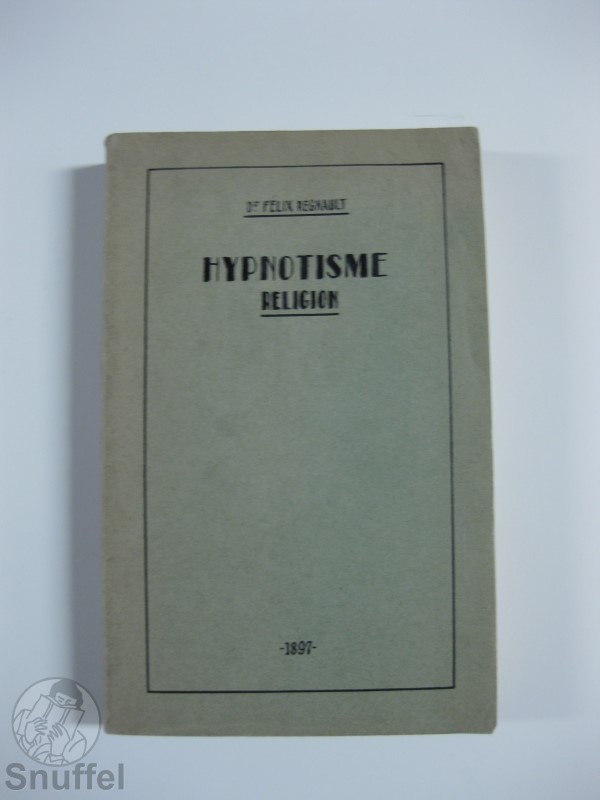 Dr FÉLIX REGNAULT
HYPNOTISME
RELIGION
-1897-
Snuffel